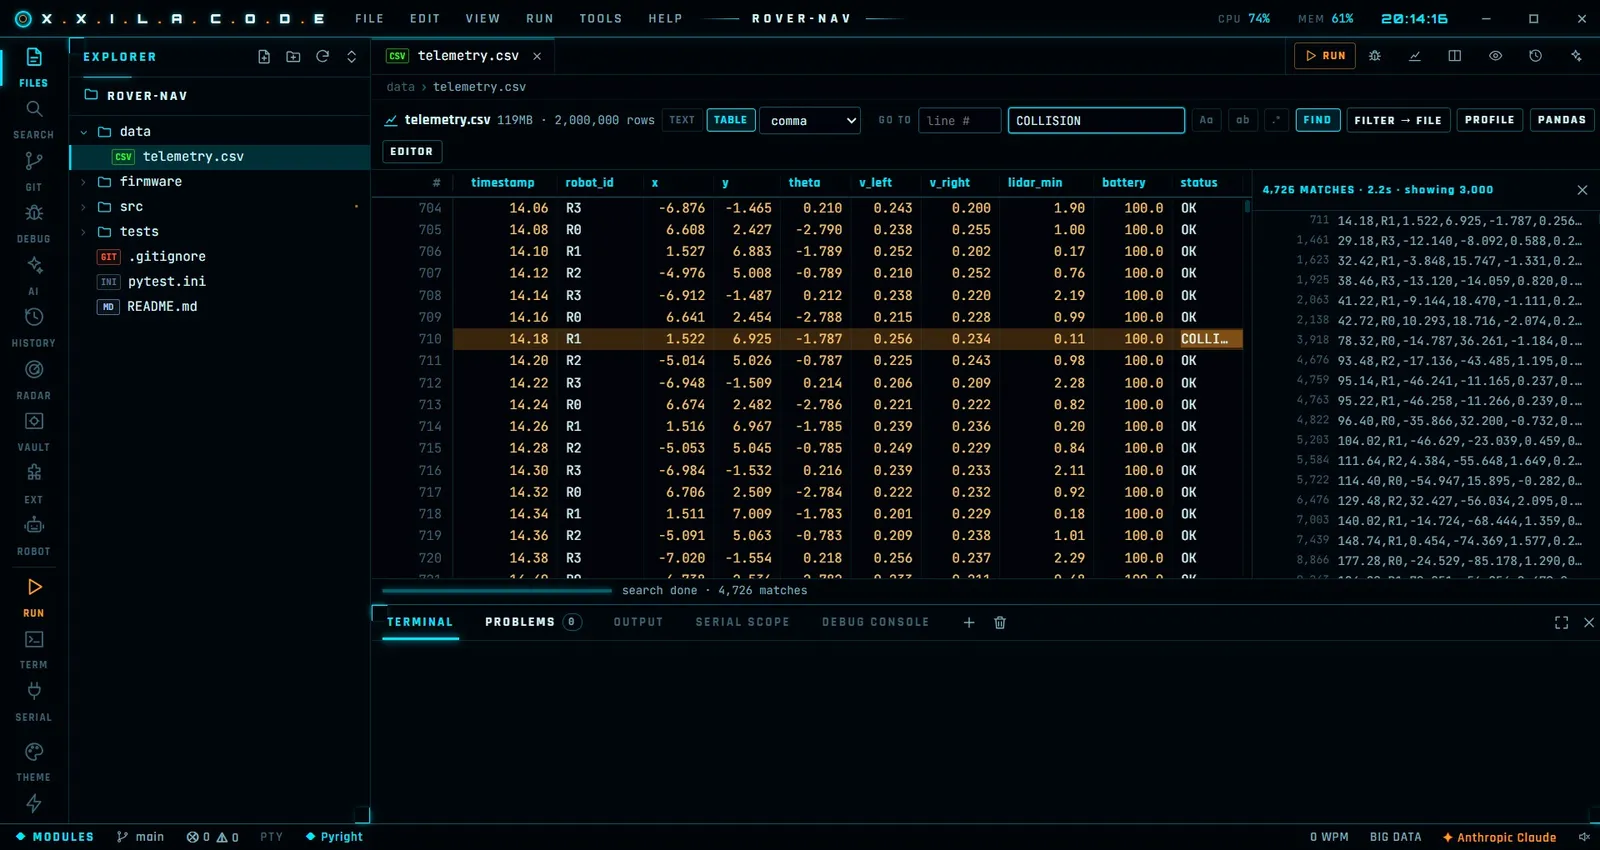 X.X.I.L.A.C.O.D.E FILE EDIT VIEW RUN TOOLS HELP ROVER-NAV CPU 74% MEM 61% 20:14:16
FILES
SEARCH
GIT
DEBUG
AI
HISTORY
RADAR
VAULT
EXT
ROBOT
RUN
TERM
SERIAL
THEME
EXPLORER
ROVER-NAV
data
CSV telemetry.csv
firmware
src
tests
GIT .gitignore
INI pytest.ini
MD README.md
CSV telemetry.csv
RUN
data › telemetry.csv
telemetry.csv 119MB · 2,000,000 rows TEXT TABLE comma GO TO line # COLLISION Aa ab .* FIND FILTER → FILE PROFILE PANDAS
EDITOR
# timestamp robot_id x y theta v_left v_right lidar_min battery status
704 14.06 R3 -6.876 -1.465 0.210 0.243 0.200 1.90 100.0 OK
705 14.08 R0 6.608 2.427 -2.790 0.238 0.255 1.00 100.0 OK
706 14.10 R1 1.527 6.883 -1.789 0.252 0.202 0.17 100.0 OK
707 14.12 R2 -4.976 5.008 -0.789 0.210 0.252 0.76 100.0 OK
708 14.14 R3 -6.912 -1.487 0.212 0.238 0.220 2.19 100.0 OK
709 14.16 R0 6.641 2.454 -2.788 0.215 0.228 0.99 100.0 OK
710 14.18 R1 1.522 6.925 -1.787 0.256 0.234 0.11 100.0 COLLI…
711 14.20 R2 -5.014 5.026 -0.787 0.225 0.243 0.98 100.0 OK
712 14.22 R3 -6.948 -1.509 0.214 0.206 0.209 2.28 100.0 OK
713 14.24 R0 6.674 2.482 -2.786 0.221 0.222 0.82 100.0 OK
714 14.26 R1 1.516 6.967 -1.785 0.239 0.236 0.20 100.0 OK
715 14.28 R2 -5.053 5.045 -0.785 0.249 0.229 0.84 100.0 OK
716 14.30 R3 -6.984 -1.532 0.216 0.239 0.233 2.11 100.0 OK
717 14.32 R0 6.706 2.509 -2.784 0.222 0.232 0.92 100.0 OK
718 14.34 R1 1.511 7.009 -1.783 0.201 0.229 0.18 100.0 OK
719 14.36 R2 -5.091 5.063 -0.783 0.209 0.238 1.01 100.0 OK
720 14.38 R3 -7.020 -1.554 0.218 0.256 0.237 2.29 100.0 OK
4,726 MATCHES · 2.2s · showing 3,000
711 14.18,R1,1.522,6.925,-1.787,0.256…
1,461 29.18,R3,-12.140,-8.092,0.588,0.2…
1,623 32.42,R1,-3.848,15.747,-1.331,0.2…
1,925 38.46,R3,-13.120,-14.059,0.820,0.…
2,063 41.22,R1,-9.144,18.470,-1.111,0.2…
2,138 42.72,R0,10.293,18.716,-2.074,0.2…
3,918 78.32,R0,-14.787,36.261,-1.184,0.…
4,676 93.48,R2,-17.136,-43.485,1.195,0.…
4,759 95.14,R1,-46.241,-11.165,0.237,0.…
4,763 95.22,R1,-46.258,-11.266,0.239,0.…
4,822 96.40,R0,-35.866,32.200,-0.732,0.…
5,203 104.02,R1,-46.629,-23.039,0.459,0…
5,584 111.64,R2,4.384,-55.648,1.649,0.2…
5,722 114.40,R0,-54.947,15.895,-0.282,0…
6,476 129.48,R2,32.427,-56.034,2.095,0.…
7,003 140.02,R1,-14.724,-68.444,1.359,0…
7,439 148.74,R1,0.454,-74.369,1.577,0.2…
8,866 177.28,R0,-24.529,-85.178,1.290,0…
search done · 4,726 matches
TERMINAL PROBLEMS 0 OUTPUT SERIAL SCOPE DEBUG CONSOLE
MODULES main 0 0 PTY Pyright 0 WPM BIG DATA Anthropic Claude